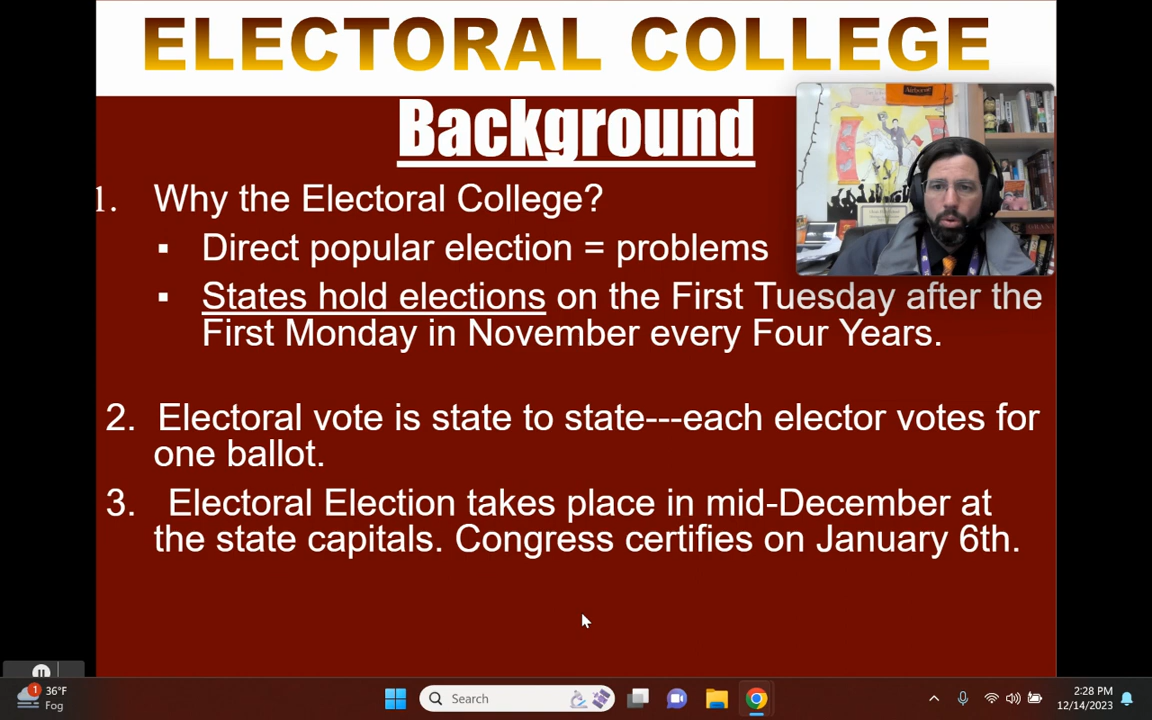 ELECTORAL COLLEGE
Background
1. Why the Electoral College?
▪ Direct popular election = problems
▪ States hold elections on the First Tuesday after the
First Monday in November every Four Years.
2. Electoral vote is state to state---each elector votes for
one ballot.
3. Electoral Election takes place in mid-December at
the state capitals. Congress certifies on January 6th.
Airborne
1
36°F
Fog
Search
2:28 PM
12/14/2023